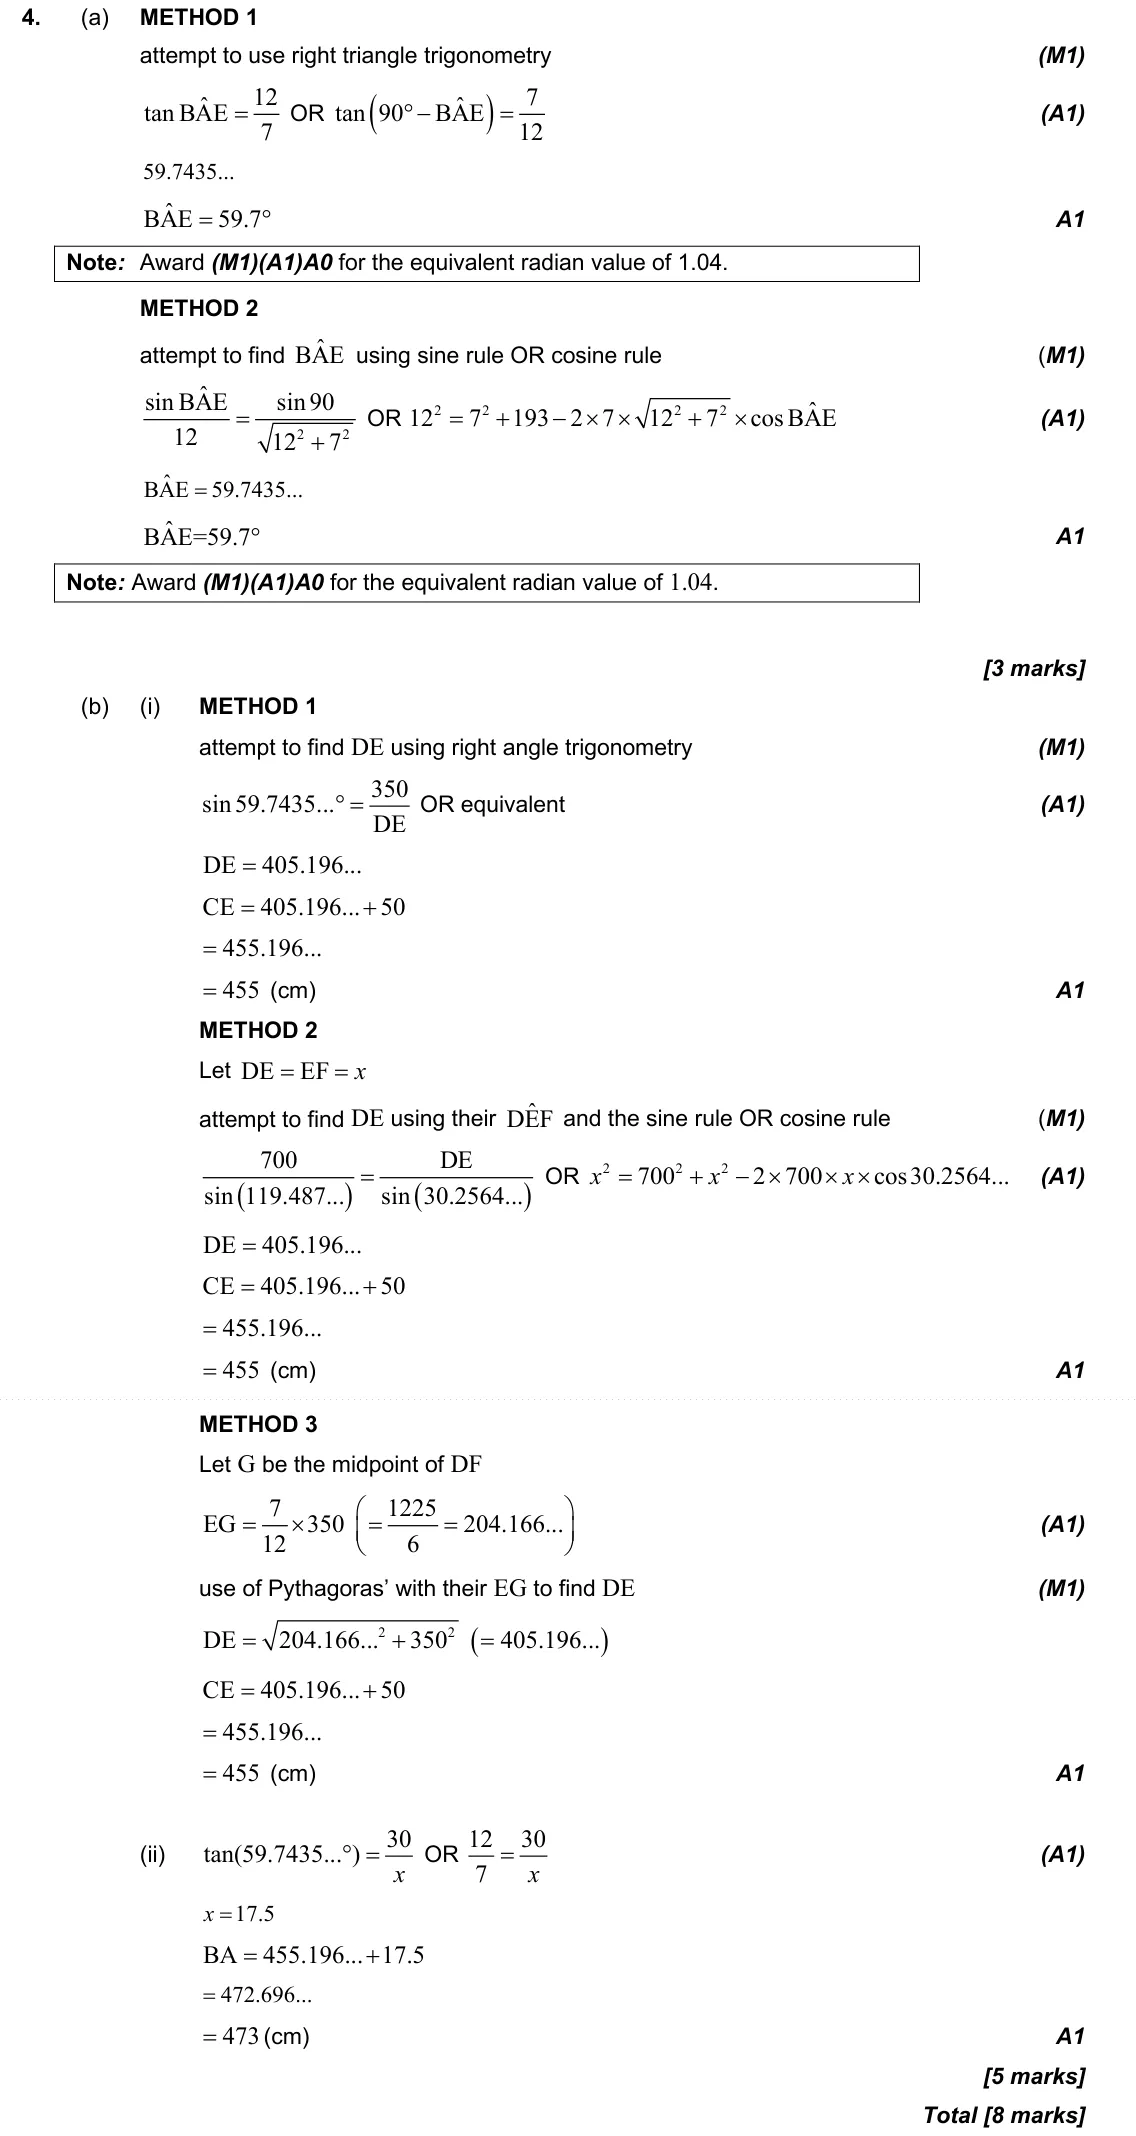 4. (a) METHOD 1
attempt to use right triangle trigonometry (M1)
tan BÂE = 12/7 OR tan(90° − BÂE) = 7/12 (A1)
59.7435...
BÂE = 59.7° A1
Note: Award (M1)(A1)A0 for the equivalent radian value of 1.04.
METHOD 2
attempt to find BÂE using sine rule OR cosine rule (M1)
sin BÂE/12 = sin 90/√(12² + 7²) OR 12² = 7² + 193 − 2 × 7 × √(12² + 7²) × cos BÂE (A1)
BÂE = 59.7435...
BÂE=59.7° A1
Note: Award (M1)(A1)A0 for the equivalent radian value of 1.04.
[3 marks]
(b) (i) METHOD 1
attempt to find DE using right angle trigonometry (M1)
sin 59.7435...° = 350/DE OR equivalent (A1)
DE = 405.196...
CE = 405.196... + 50
= 455.196...
= 455 (cm) A1
METHOD 2
Let DE = EF = x
attempt to find DE using their DÊF and the sine rule OR cosine rule (M1)
700/sin(119.487...) = DE/sin(30.2564...) OR x² = 700² + x² − 2 × 700 × x × cos 30.2564... (A1)
DE = 405.196...
CE = 405.196... + 50
= 455.196...
= 455 (cm) A1
METHOD 3
Let G be the midpoint of DF
EG = 7/12 × 350 (= 1225/6 = 204.166...) (A1)
use of Pythagoras’ with their EG to find DE (M1)
DE = √(204.166...² + 350²) (= 405.196...)
CE = 405.196... + 50
= 455.196...
= 455 (cm) A1
(ii) tan(59.7435...°) = 30/x OR 12/7 = 30/x (A1)
x = 17.5
BA = 455.196... + 17.5
= 472.696...
= 473 (cm) A1
[5 marks]
Total [8 marks]